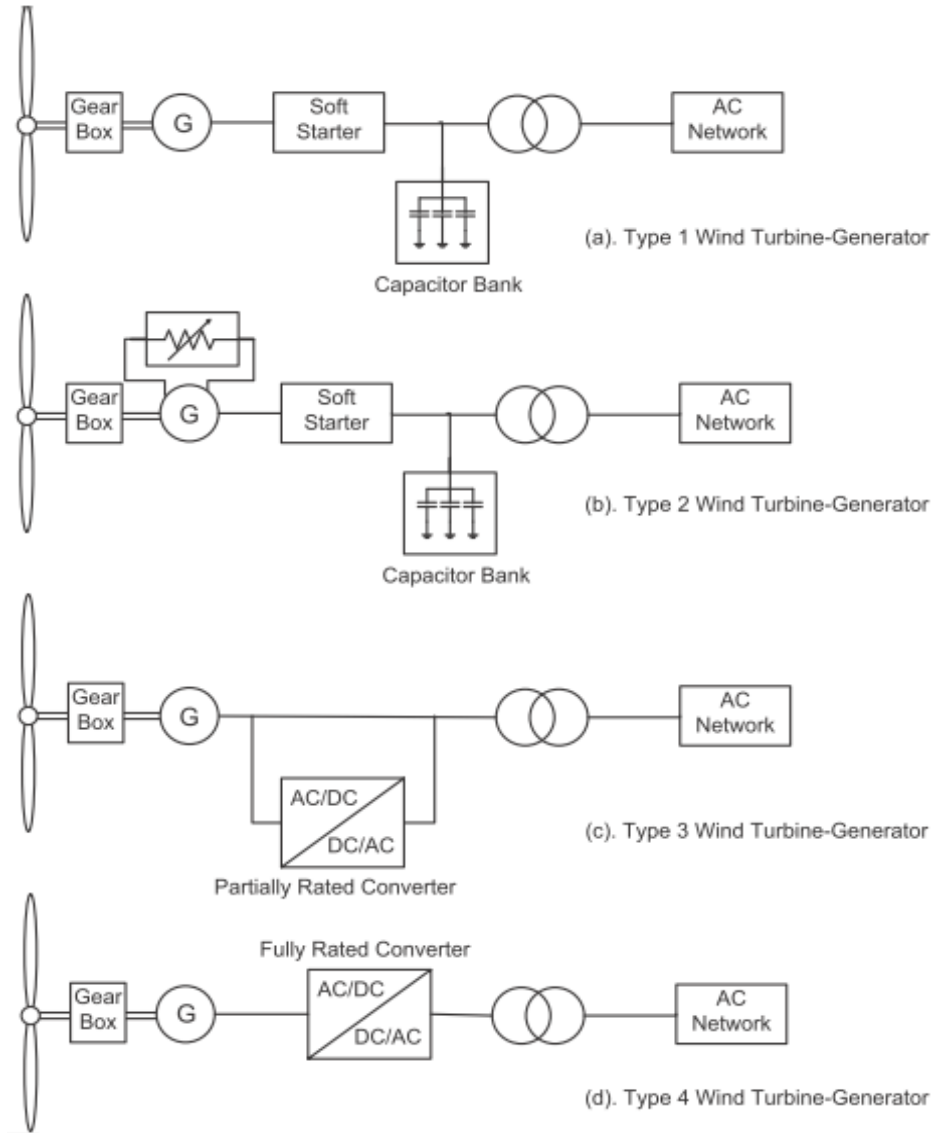 Gear
Box
G
Soft
Starter
AC
Network
Capacitor Bank
(a). Type 1 Wind Turbine-Generator
Gear
Box
G
Soft
Starter
AC
Network
Capacitor Bank
(b). Type 2 Wind Turbine-Generator
Gear
Box
G
AC
Network
AC/DC
DC/AC
Partially Rated Converter
(c). Type 3 Wind Turbine-Generator
Fully Rated Converter
Gear
Box
G
AC/DC
DC/AC
AC
Network
(d). Type 4 Wind Turbine-Generator